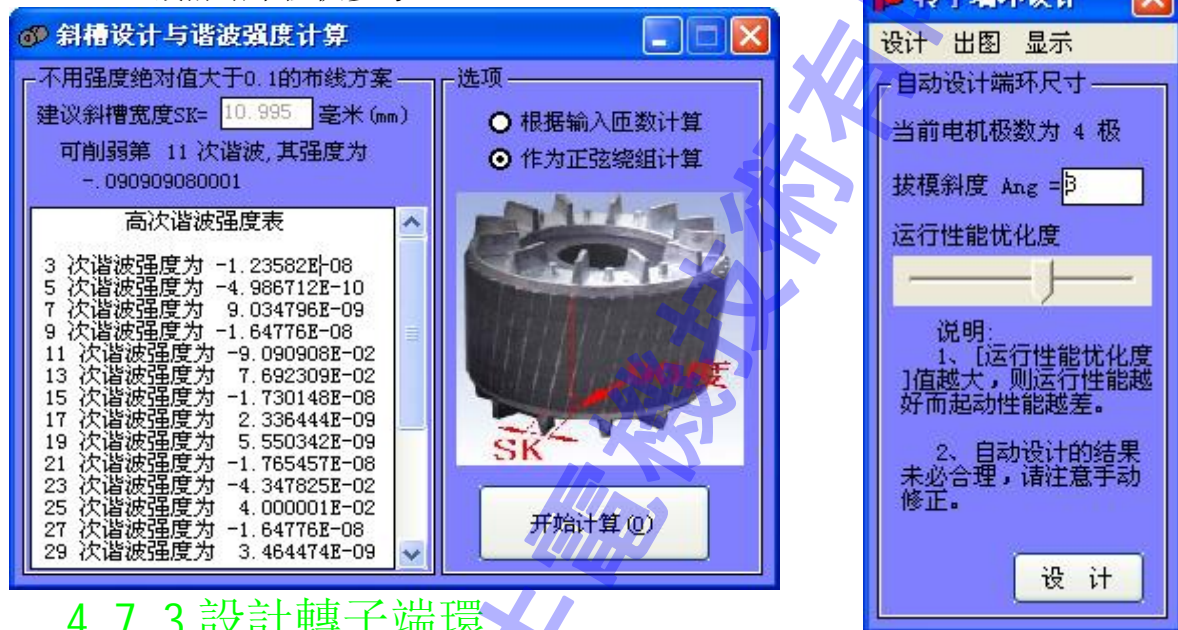 斜槽设计与谐波强度计算
不用强度绝对值大于0.1的布线方案
建议斜槽宽度SK= 10.995 毫米(mm)
可削弱第 11 次谐波,其强度为
-.090909080001
高次谐波强度表
3 次谐波强度为 -1.23582E-08
5 次谐波强度为 -4.986712E-10
7 次谐波强度为 9.034796E-09
9 次谐波强度为 -1.64776E-08
11 次谐波强度为 -9.090908E-02
13 次谐波强度为 7.692309E-02
15 次谐波强度为 -1.730148E-08
17 次谐波强度为 2.336444E-09
19 次谐波强度为 5.550342E-09
21 次谐波强度为 -1.765457E-08
23 次谐波强度为 -4.347825E-02
25 次谐波强度为 4.000001E-02
27 次谐波强度为 -1.64776E-08
29 次谐波强度为 3.464474E-09
选项
根据输入匝数计算
作为正弦绕组计算
SK
度
开始计算(O)
转子端环设计
设计 出图 显示
自动设计端环尺寸
当前电机极数为 4 极
拔模斜度 Ang =3
运行性能优化度
说明:
1、[运行性能优化度
]值越大，则运行性能越
好而起动性能越差。
2、自动设计的结果
未必合理，请注意手动
修正。
设 计
4.7.3設計轉子端環
電機技術有